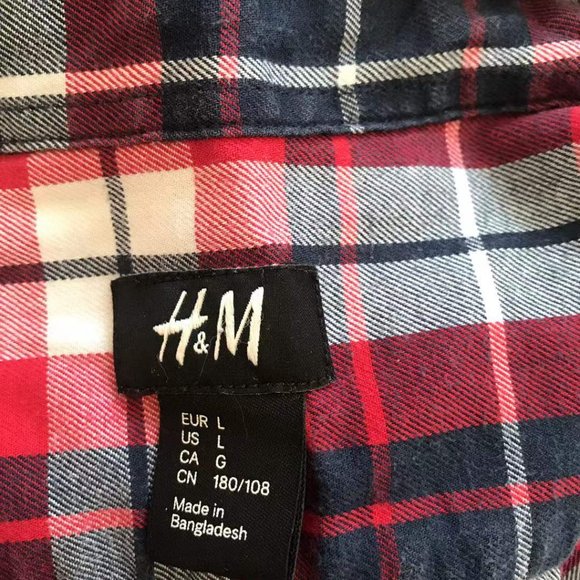 H&M
EUR L
US L
CA G
CN 180/108
Made in
Bangladesh